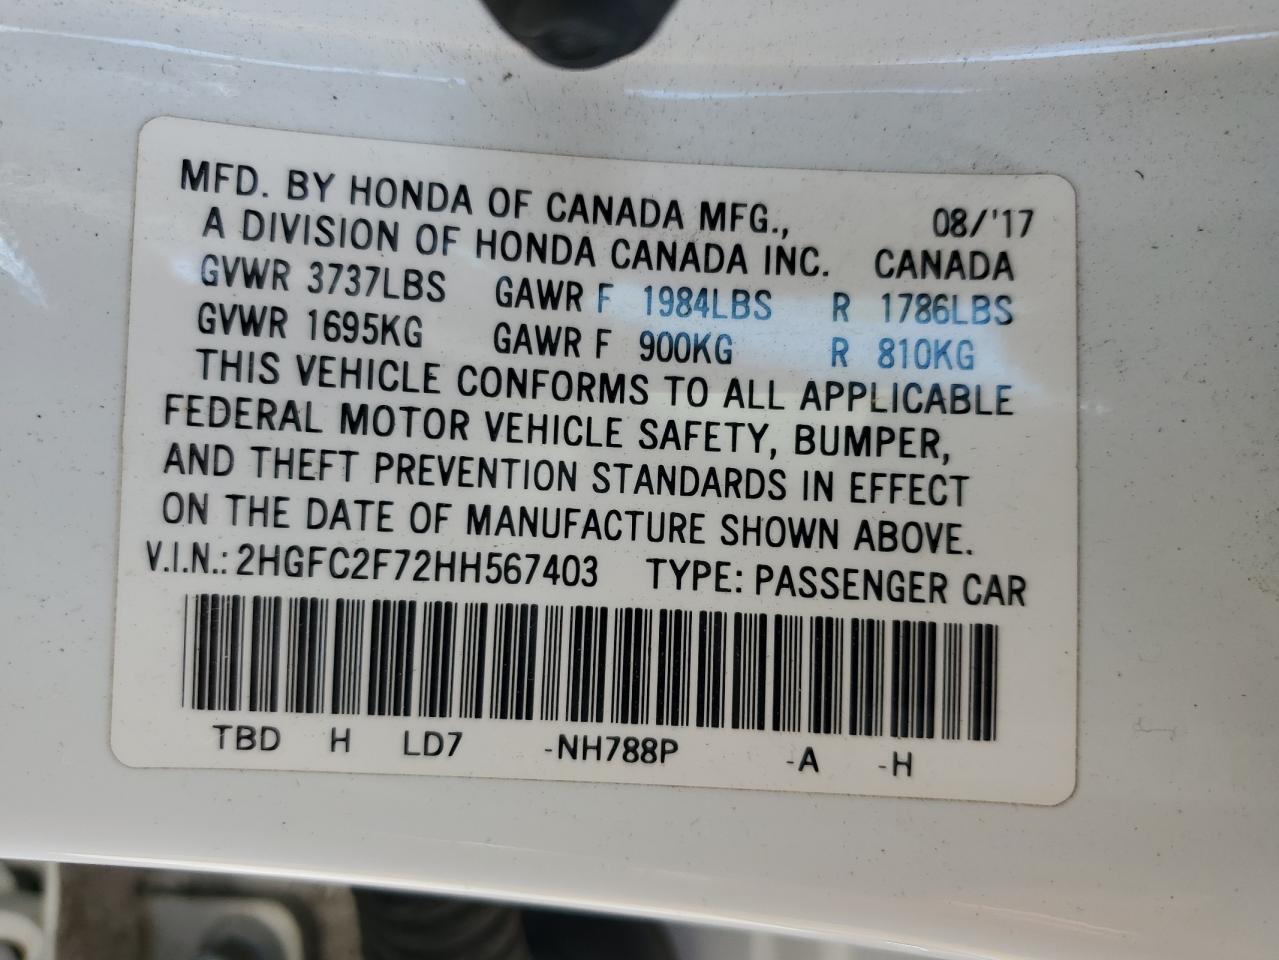 MFD. BY HONDA OF CANADA MFG., 08/'17
A DIVISION OF HONDA CANADA INC. CANADA
GVWR 3737LBS GAWR F 1984LBS R 1786LBS
GVWR 1695KG GAWR F 900KG R 810KG
THIS VEHICLE CONFORMS TO ALL APPLICABLE
FEDERAL MOTOR VEHICLE SAFETY, BUMPER,
AND THEFT PREVENTION STANDARDS IN EFFECT
ON THE DATE OF MANUFACTURE SHOWN ABOVE.
V.I.N.: 2HGFC2F72HH567403 TYPE: PASSENGER CAR
TBD H LD7 -NH788P -A -H